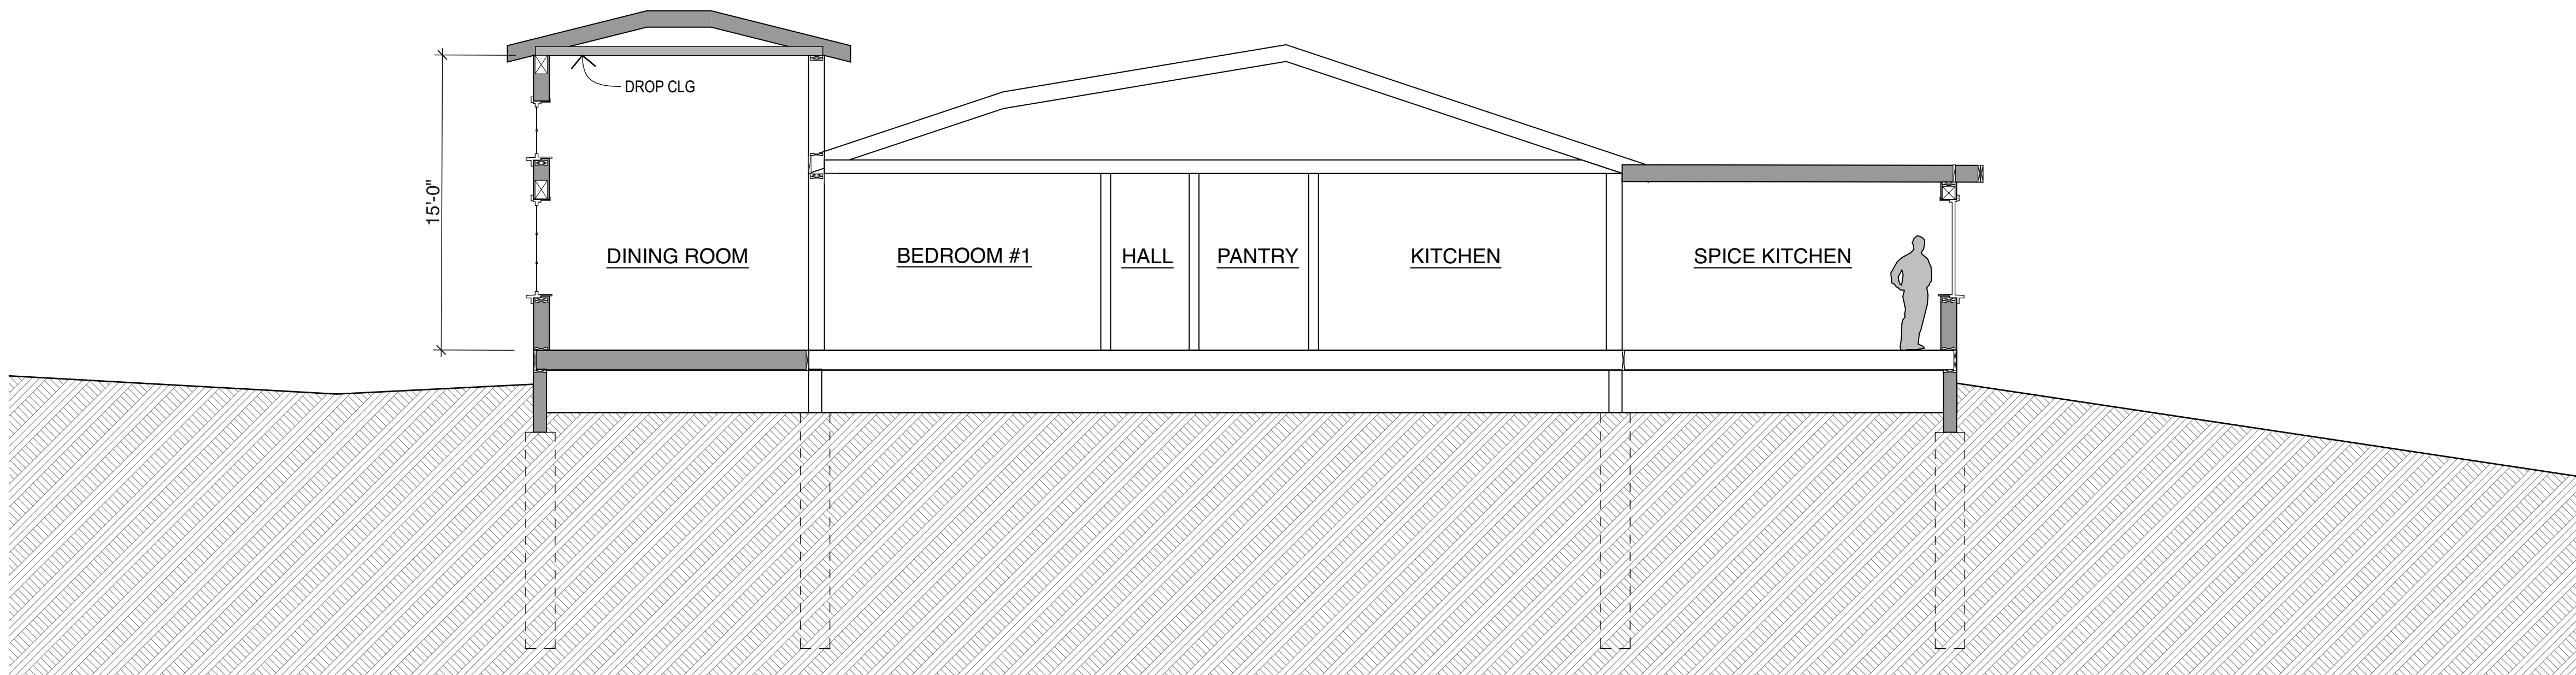 DROP CLG
15'-0"
DINING ROOM
BEDROOM #1
HALL
PANTRY
KITCHEN
SPICE KITCHEN